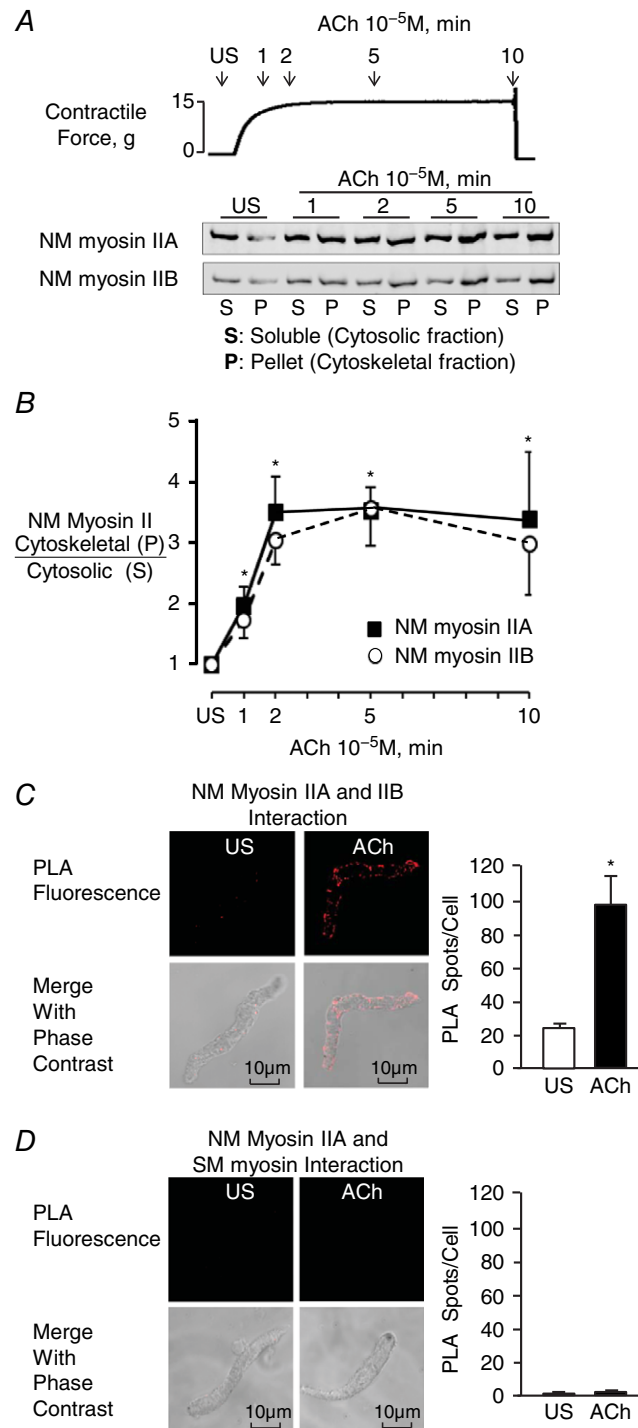 A
ACh 10⁻⁵M, min
US 1 2 5 10
Contractile
Force, g
15
0
ACh 10⁻⁵M, min
US 1 2 5 10
NM myosin IIA
NM myosin IIB
S P S P S P S P S P
S: Soluble (Cytosolic fraction)
P: Pellet (Cytoskeletal fraction)
B
5
4
3
2
1
NM Myosin II
Cytoskeletal (P)
Cytosolic (S)
* * * *
NM myosin IIA
NM myosin IIB
US 1 2 5 10
ACh 10⁻⁵M, min
C
NM Myosin IIA and IIB
Interaction
US ACh
PLA
Fluorescence
Merge
With
Phase
Contrast
10µm 10µm
PLA Spots/Cell
120
100
80
60
40
20
0
*
US ACh
D
NM Myosin IIA and
SM myosin Interaction
US ACh
PLA
Fluorescence
Merge
With
Phase
Contrast
10µm 10µm
PLA Spots/Cell
120
100
80
60
40
20
0
US ACh